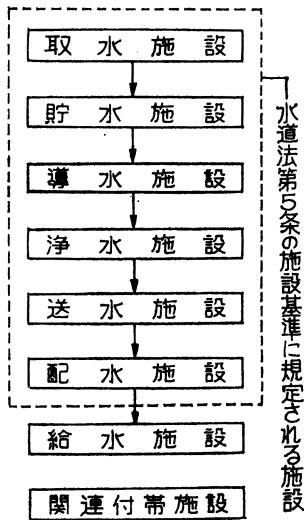 取水施設
貯水施設
導水施設
浄水施設
送水施設
配水施設
給水施設
関連付帯施設
水道法第5条の施設基準に規定される施設